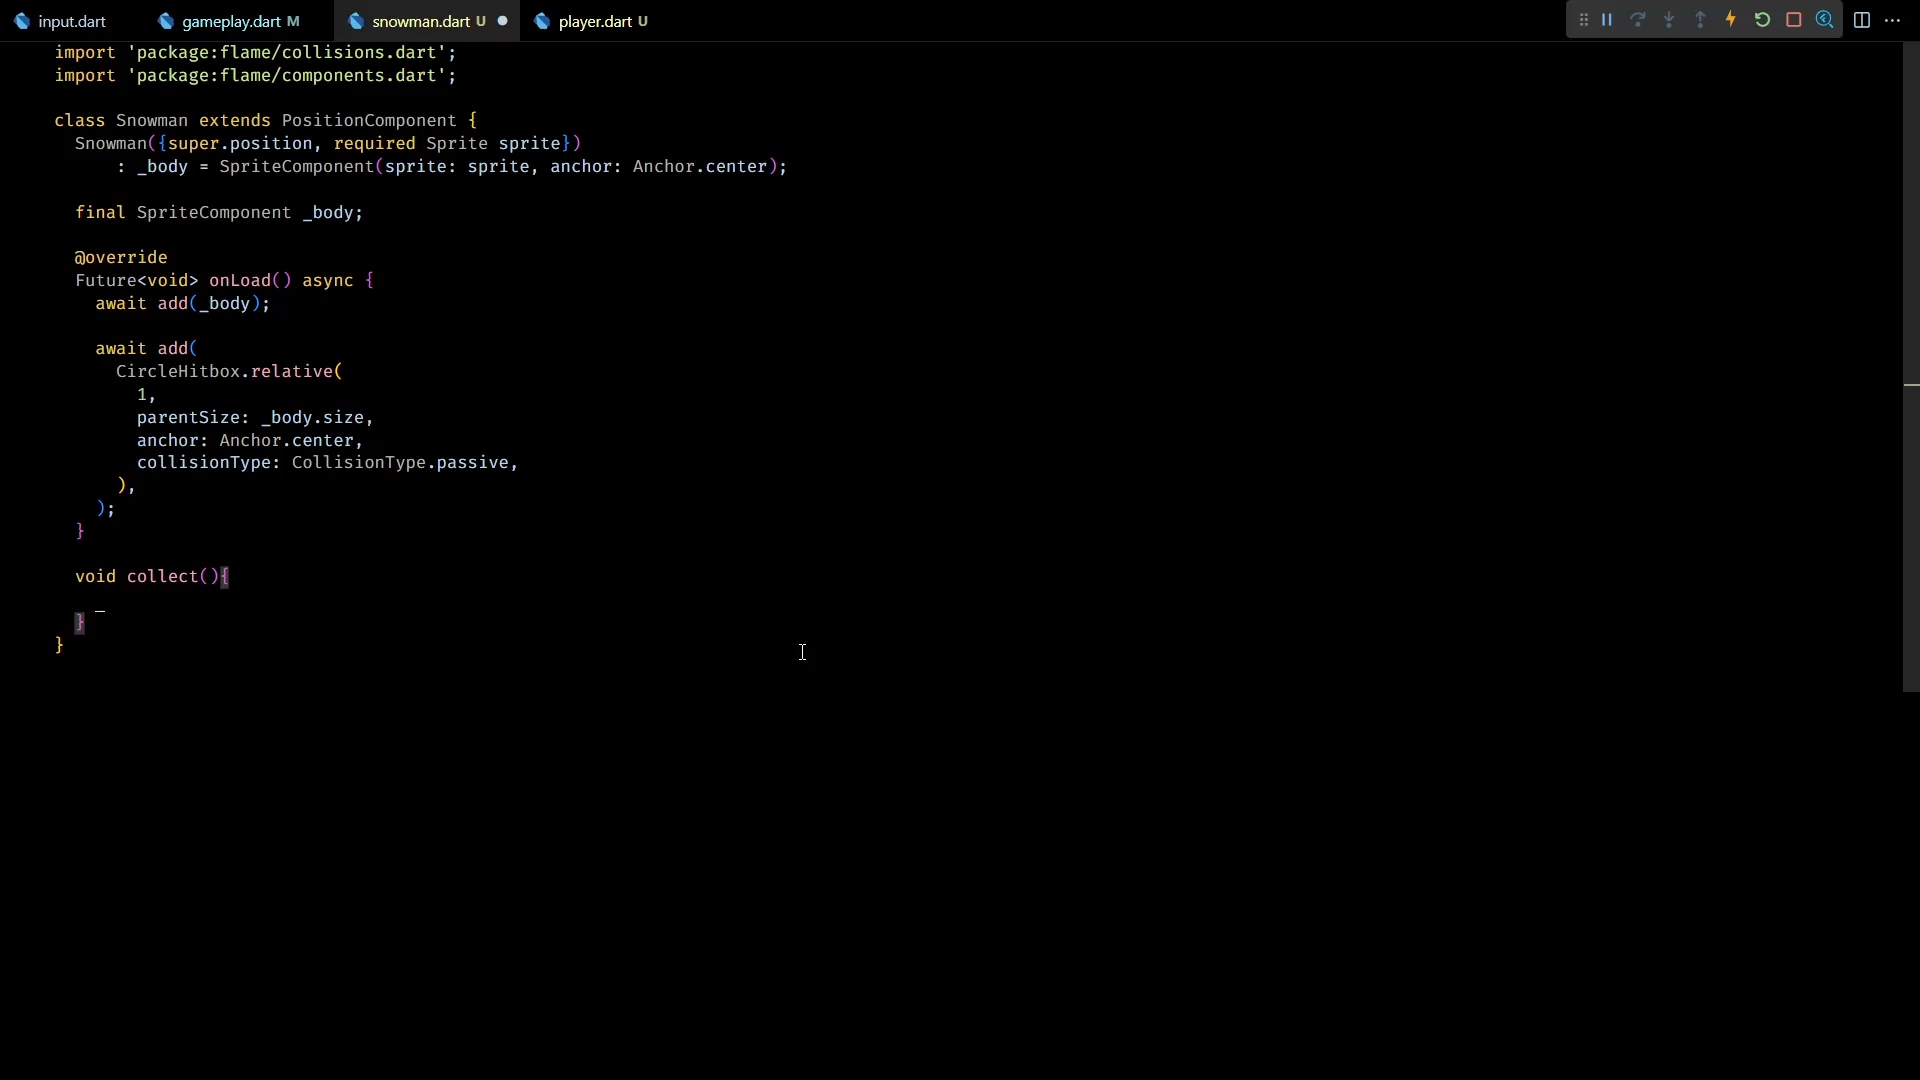 input.dart gameplay.dart M snowman.dart U player.dart U
import 'package:flame/collisions.dart';
import 'package:flame/components.dart';
class Snowman extends PositionComponent {
Snowman({super.position, required Sprite sprite})
: _body = SpriteComponent(sprite: sprite, anchor: Anchor.center);
final SpriteComponent _body;
@override
Future<void> onLoad() async {
await add(_body);
await add(
CircleHitbox.relative(
1,
parentSize: _body.size,
anchor: Anchor.center,
collisionType: CollisionType.passive,
),
);
}
void collect(){
}
}